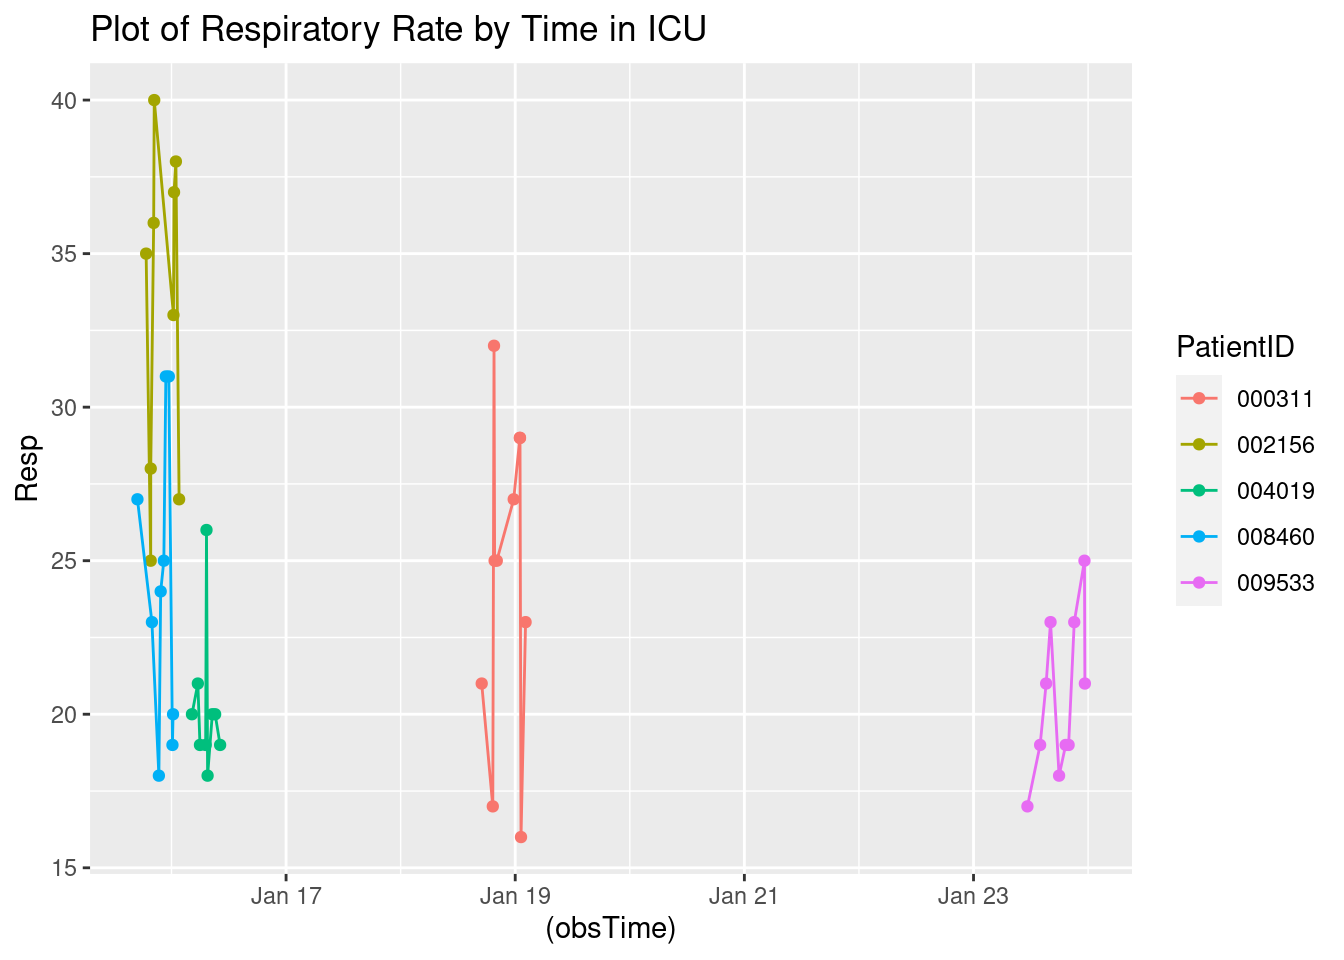 Plot of Respiratory Rate by Time in ICU
40
35
30
25
20
15
Resp
Jan 17
Jan 19
Jan 21
Jan 23
(obsTime)
PatientID
000311
002156
004019
008460
009533